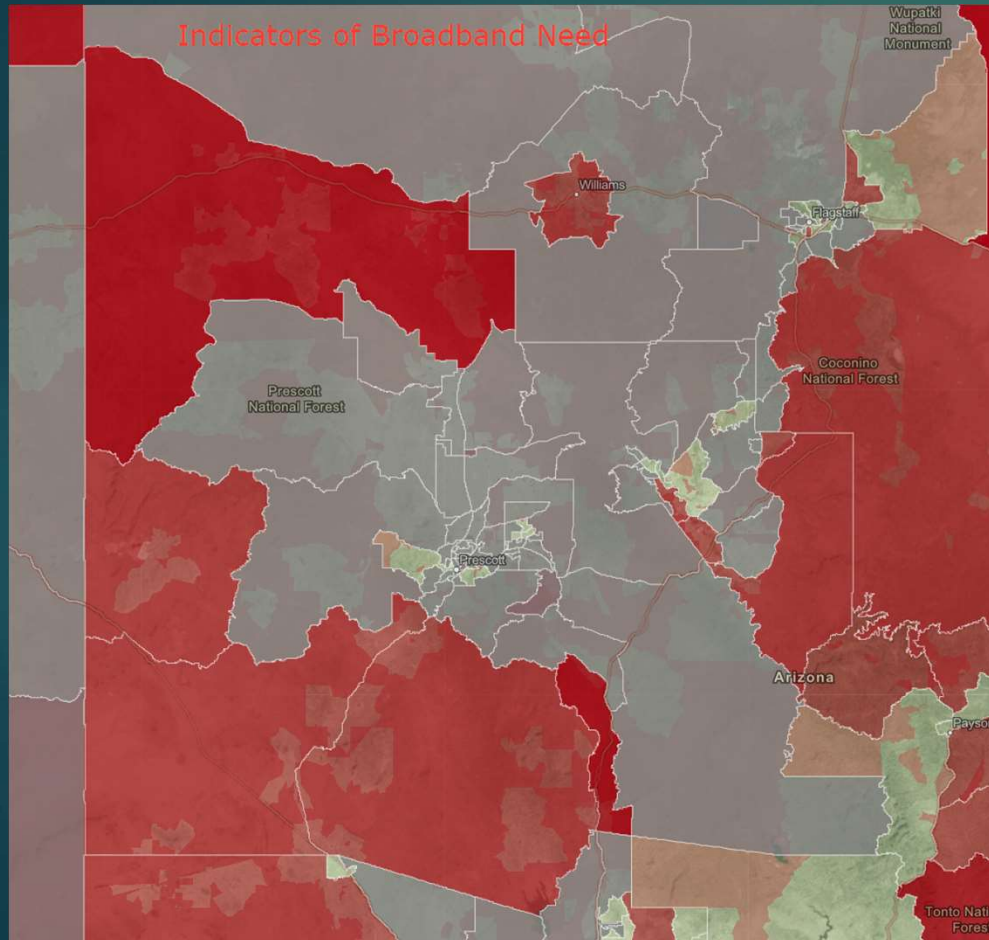 Indicators of Broadband Need
Wupatki
National
Monument
Williams
Flagstaff
Coconino
National Forest
Prescott
National Forest
Prescott
Arizona
Payso
Tonto Nati
Fores